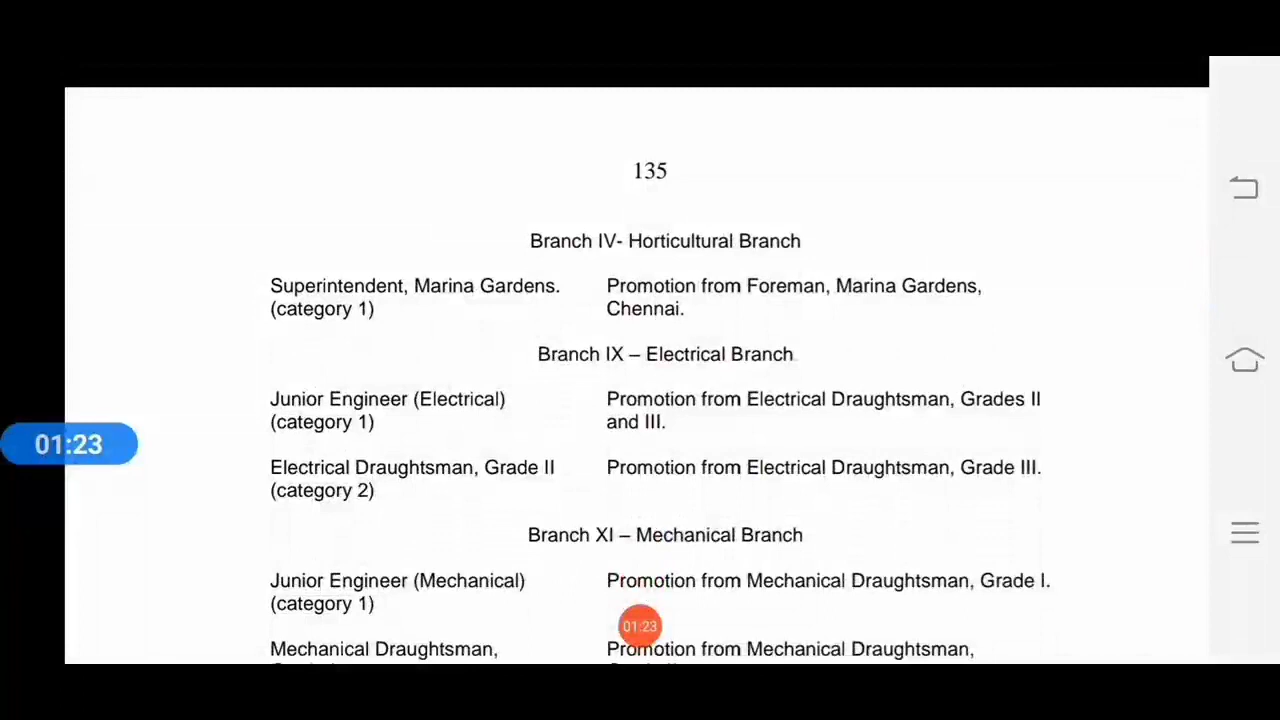 135
Branch IV- Horticultural Branch
Superintendent, Marina Gardens. Promotion from Foreman, Marina Gardens,
(category 1) Chennai.
Branch IX – Electrical Branch
Junior Engineer (Electrical) Promotion from Electrical Draughtsman, Grades II
(category 1) and III.
01:23
Electrical Draughtsman, Grade II Promotion from Electrical Draughtsman, Grade III.
(category 2)
Branch XI – Mechanical Branch
Junior Engineer (Mechanical) Promotion from Mechanical Draughtsman, Grade I.
(category 1)
01:23
Mechanical Draughtsman, Promotion from Mechanical Draughtsman,